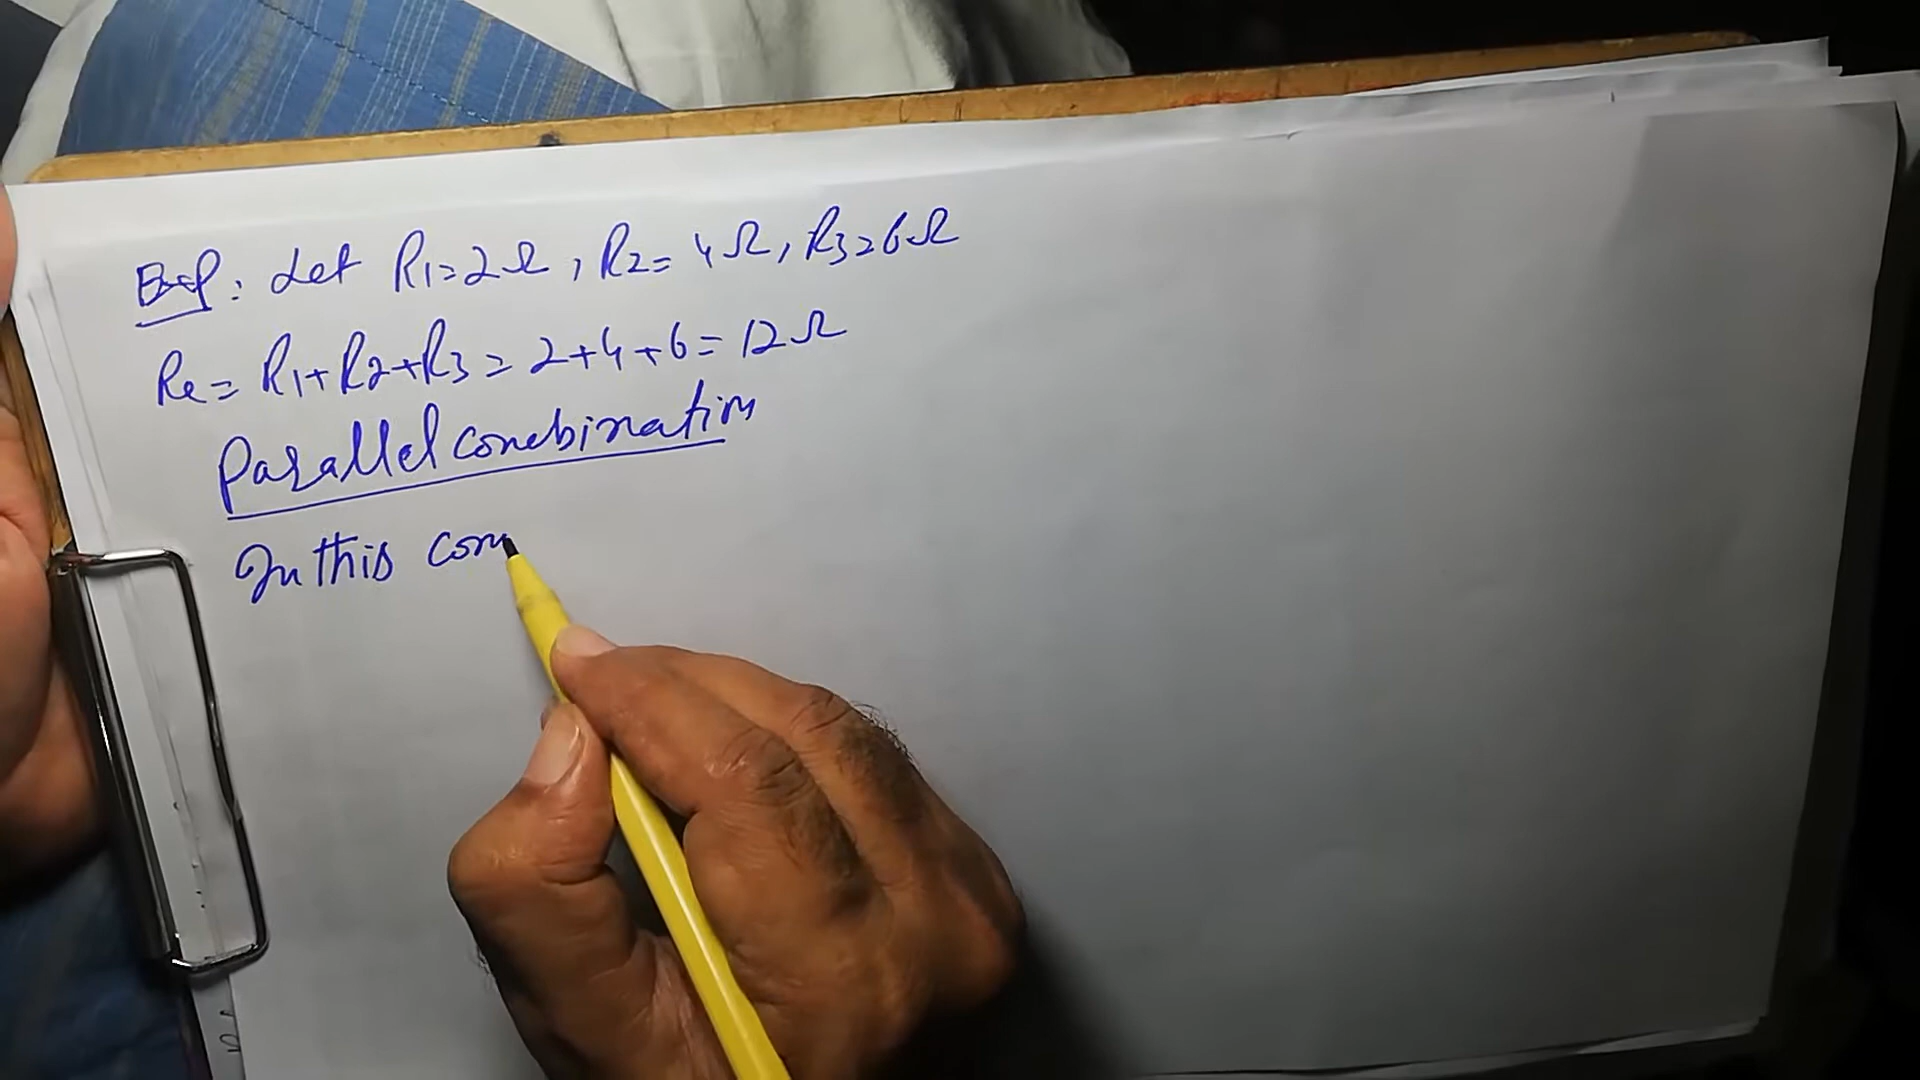 Exp: Let R1=2Ω, R2=4Ω, R3=6Ω
Re= R1+R2+R3=2+4+6=12Ω
Parallel combination
In this com